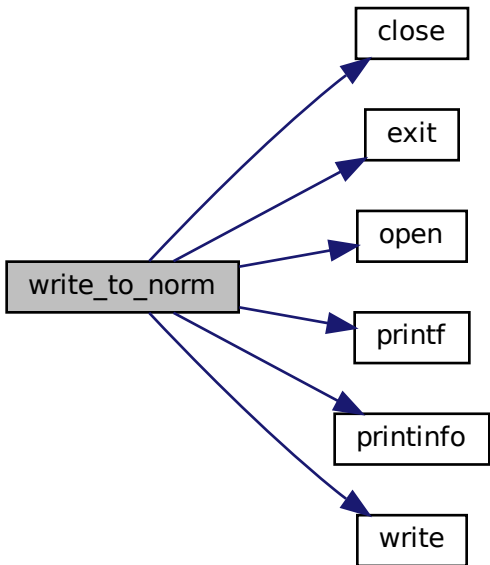 close
exit
open
write_to_norm
printf
printinfo
write